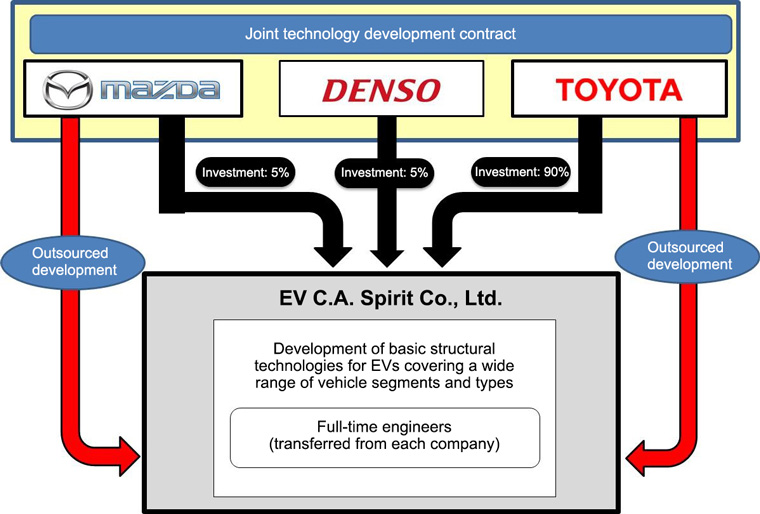 Joint technology development contract
mazda
DENSO
TOYOTA
Investment: 5%
Investment: 5%
Investment: 90%
Outsourced
development
Outsourced
development
EV C.A. Spirit Co., Ltd.
Development of basic structural
technologies for EVs covering a wide
range of vehicle segments and types
Full-time engineers
(transferred from each company)